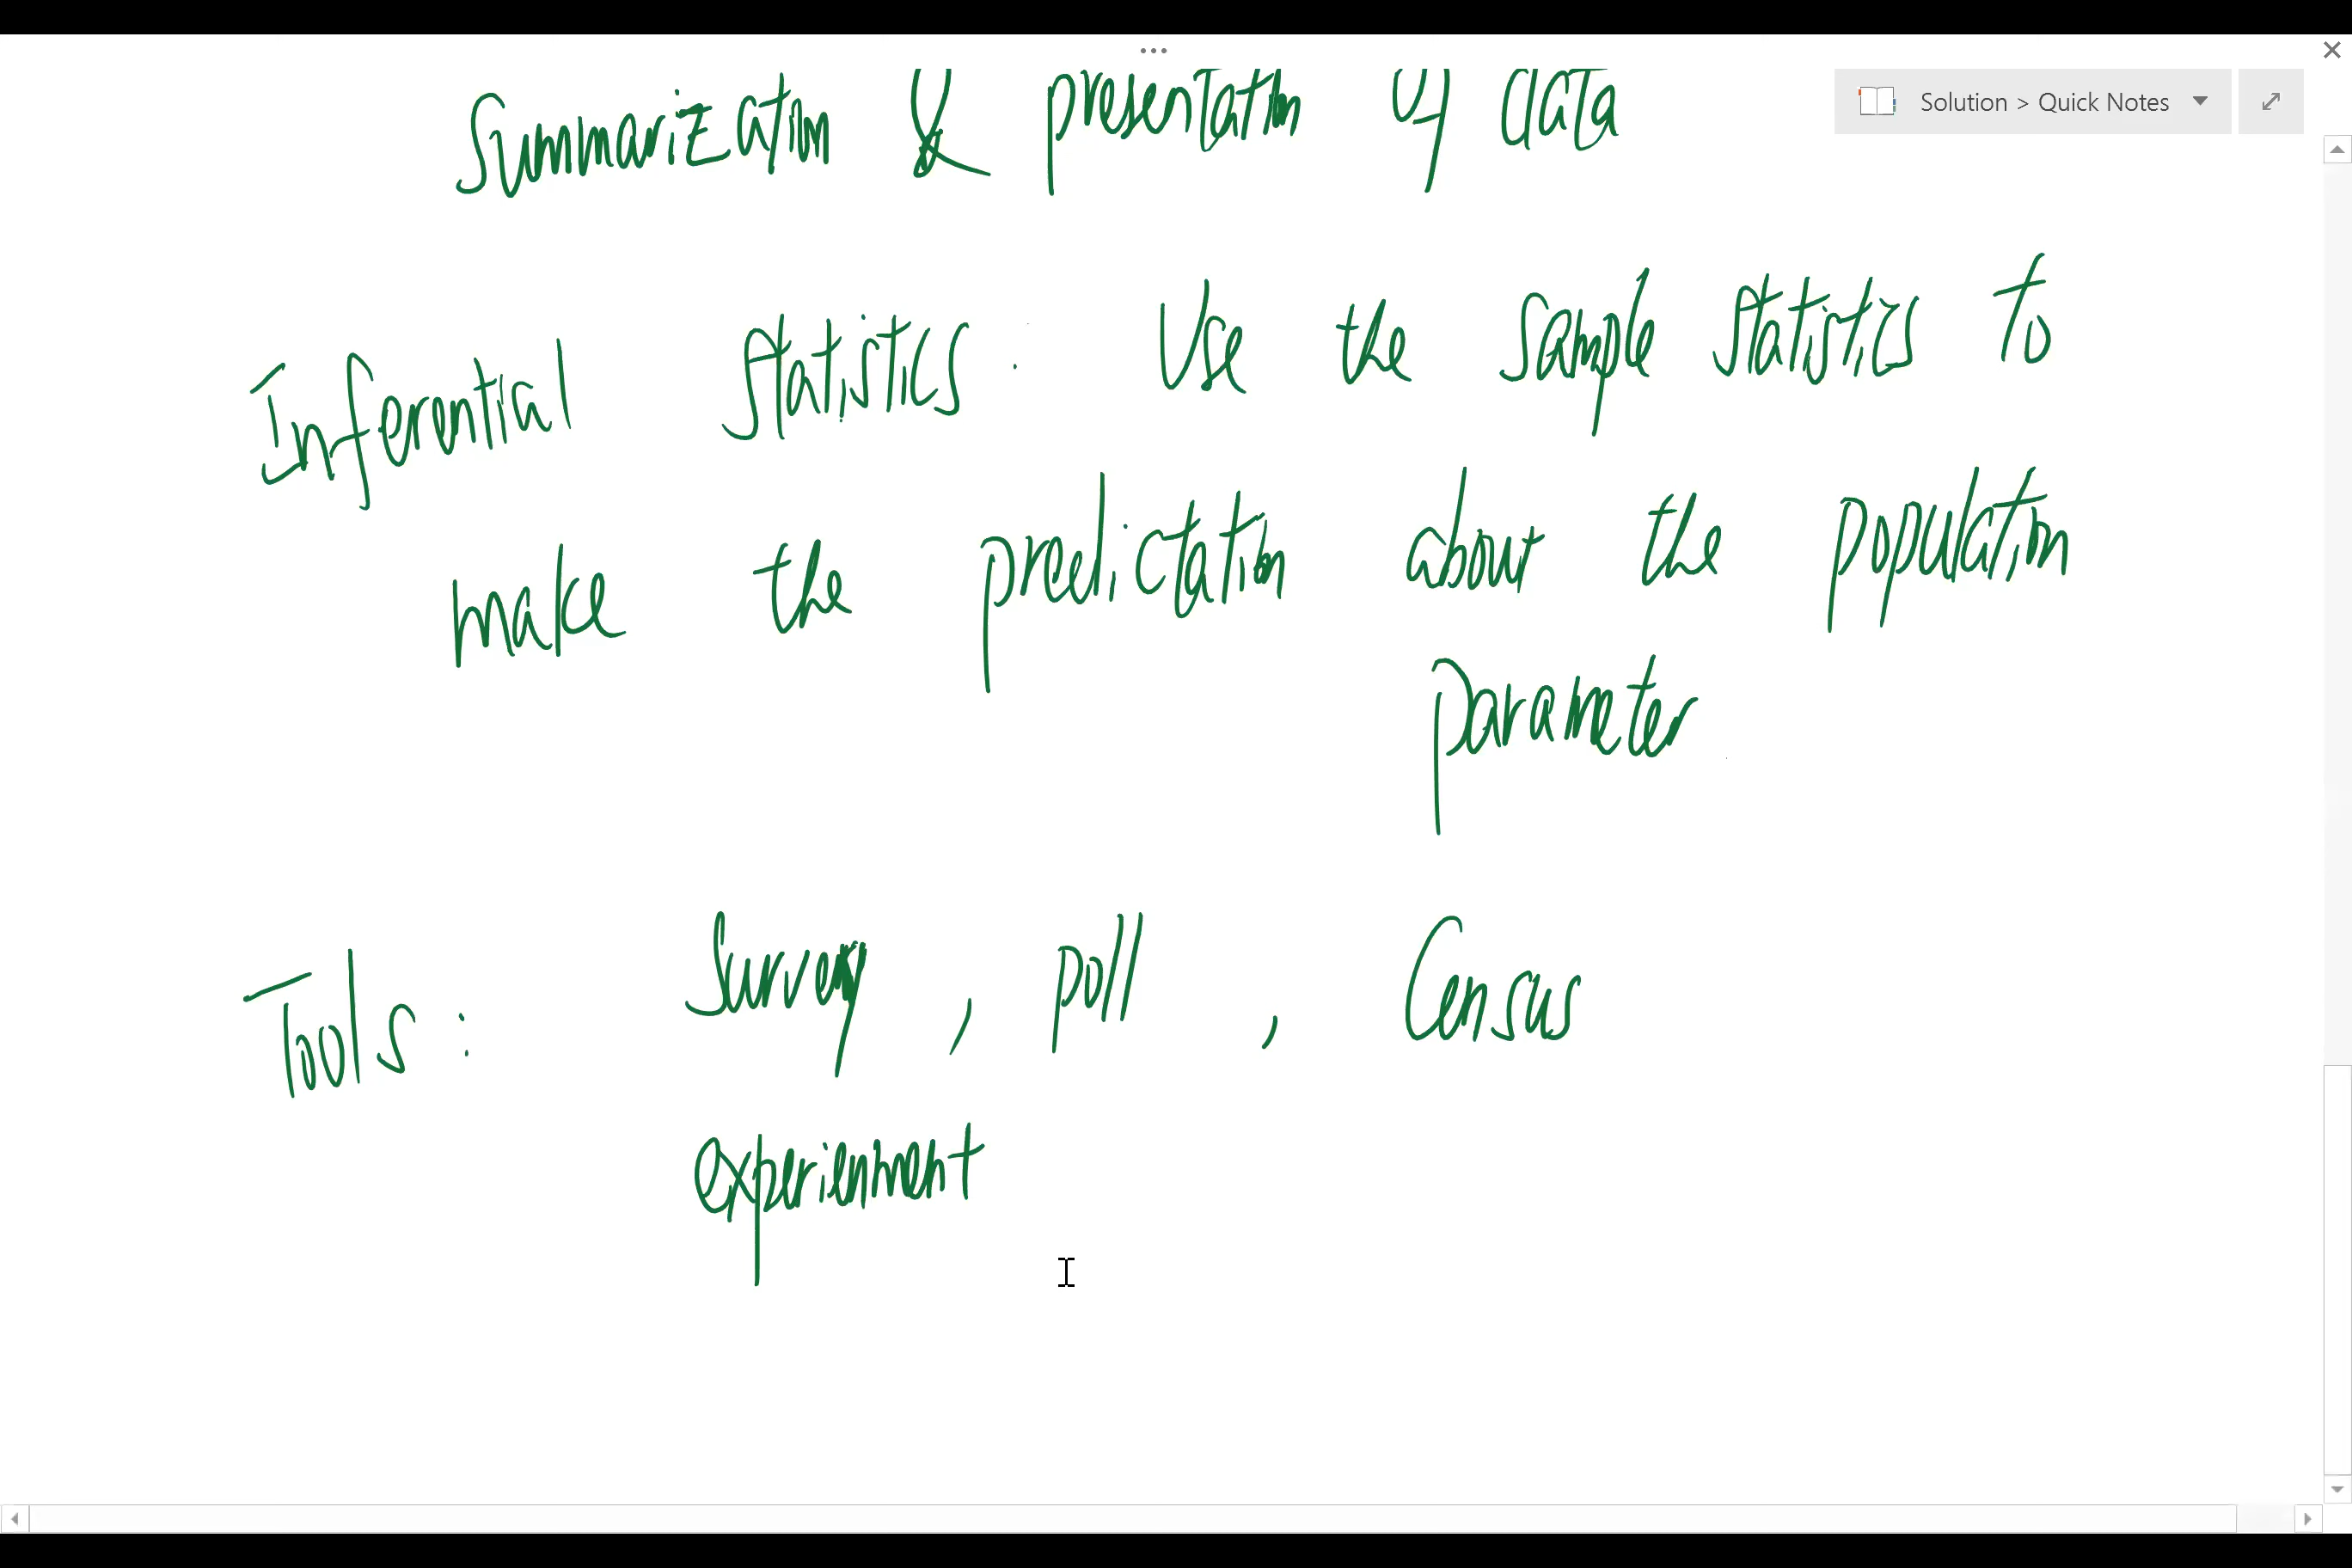 Solution > Quick Notes
Summarization & presentation of data
Inferential Statistics : Use the sample statistics to
make the prediction about the population
parameter
Tools : Survey , poll , Census
experiment